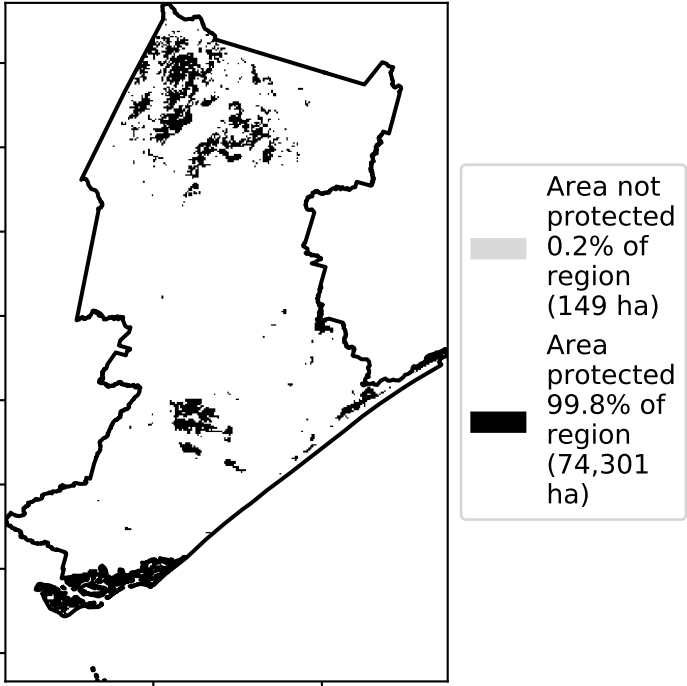 Area not
protected
0.2% of
region
(149 ha)
Area
protected
99.8% of
region
(74,301
ha)